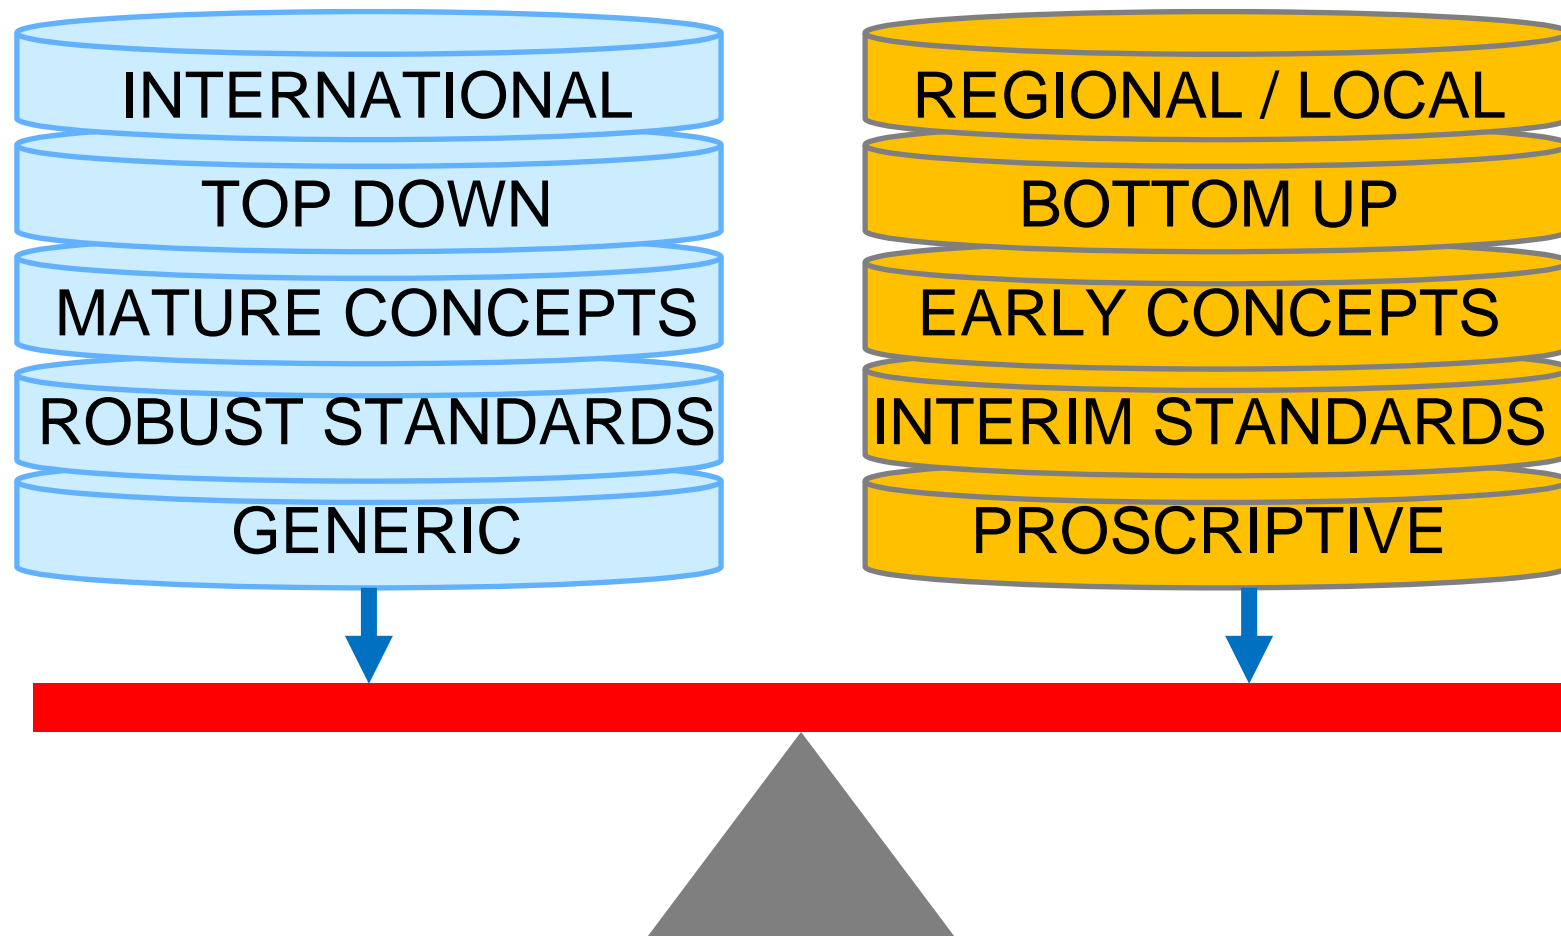 INTERNATIONAL
TOP DOWN
MATURE CONCEPTS
ROBUST STANDARDS
GENERIC
REGIONAL / LOCAL
BOTTOM UP
EARLY CONCEPTS
INTERIM STANDARDS
PROSCRIPTIVE